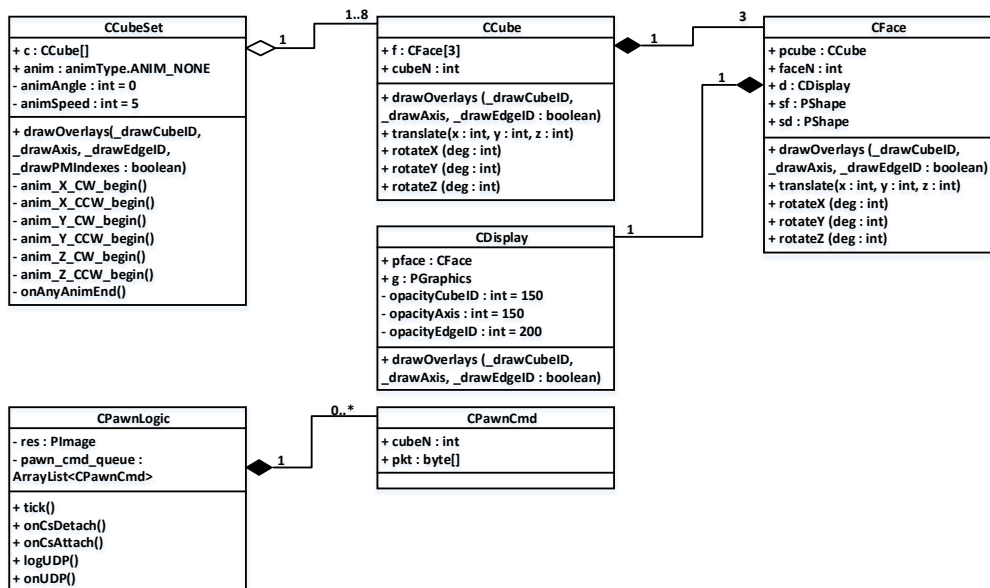 CCubeSet
+ c : CCube[]
+ anim : animType.ANIM_NONE
- animAngle : int = 0
- animSpeed : int = 5
+ drawOverlays(_drawCubeID,
_drawAxis, _drawEdgeID,
_drawPMIndexes : boolean)
- anim_X_CW_begin()
- anim_X_CCW_begin()
- anim_Y_CW_begin()
- anim_Y_CCW_begin()
- anim_Z_CW_begin()
- anim_Z_CCW_begin()
- onAnyAnimEnd()
1
1..8
CCube
+ f : CFace[3]
+ cubeN : int
+ drawOverlays (_drawCubeID,
_drawAxis, _drawEdgeID : boolean)
+ translate(x : int, y : int, z : int)
+ rotateX (deg : int)
+ rotateY (deg : int)
+ rotateZ (deg : int)
1
3
CFace
+ pcube : CCube
+ faceN : int
+ d : CDisplay
+ sf : PShape
+ sd : PShape
+ drawOverlays (_drawCubeID,
_drawAxis, _drawEdgeID : boolean)
+ translate(x : int, y : int, z : int)
+ rotateX (deg : int)
+ rotateY (deg : int)
+ rotateZ (deg : int)
1
1
CDisplay
+ pface : CFace
+ g : PGraphics
- opacityCubeID : int = 150
- opacityAxis : int = 150
- opacityEdgeID : int = 200
+ drawOverlays (_drawCubeID,
_drawAxis, _drawEdgeID : boolean)
CPawnLogic
- res : PImage
- pawn_cmd_queue :
ArrayList<CPawnCmd>
+ tick()
+ onCsDetach()
+ onCsAttach()
+ logUDP()
+ onUDP()
1
0..*
CPawnCmd
+ cubeN : int
+ pkt : byte[]